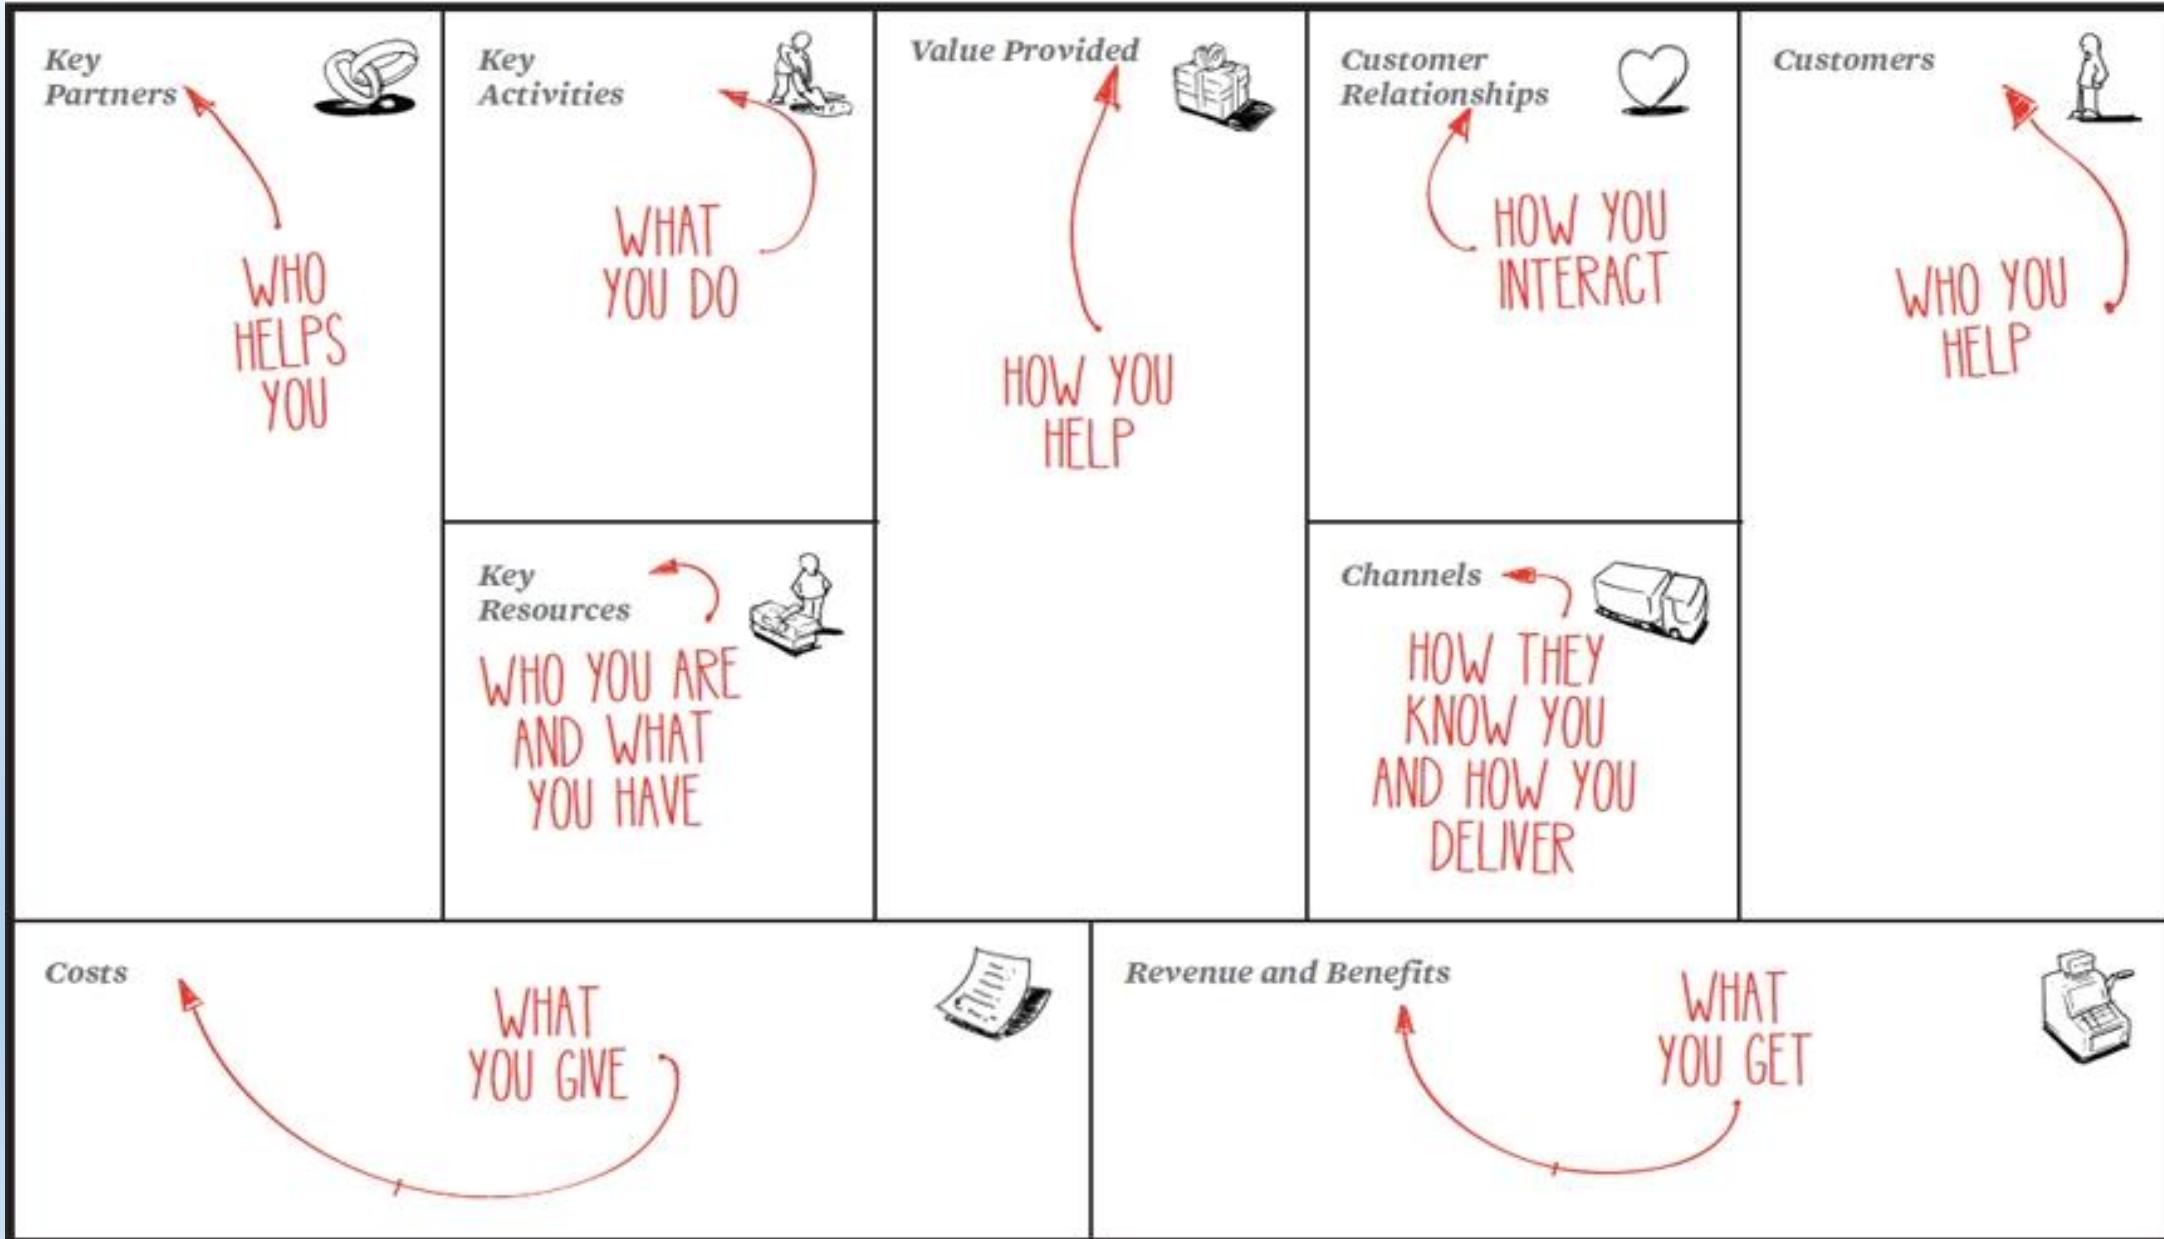 Key
Partners
WHO
HELPS
YOU
Key
Activities
WHAT
YOU DO
Key
Resources
WHO YOU ARE
AND WHAT
YOU HAVE
Value Provided
HOW YOU
HELP
Customer
Relationships
HOW YOU
INTERACT
Channels
HOW THEY
KNOW YOU
AND HOW YOU
DELIVER
Customers
WHO YOU
HELP
Costs
WHAT
YOU GIVE
Revenue and Benefits
WHAT
YOU GET